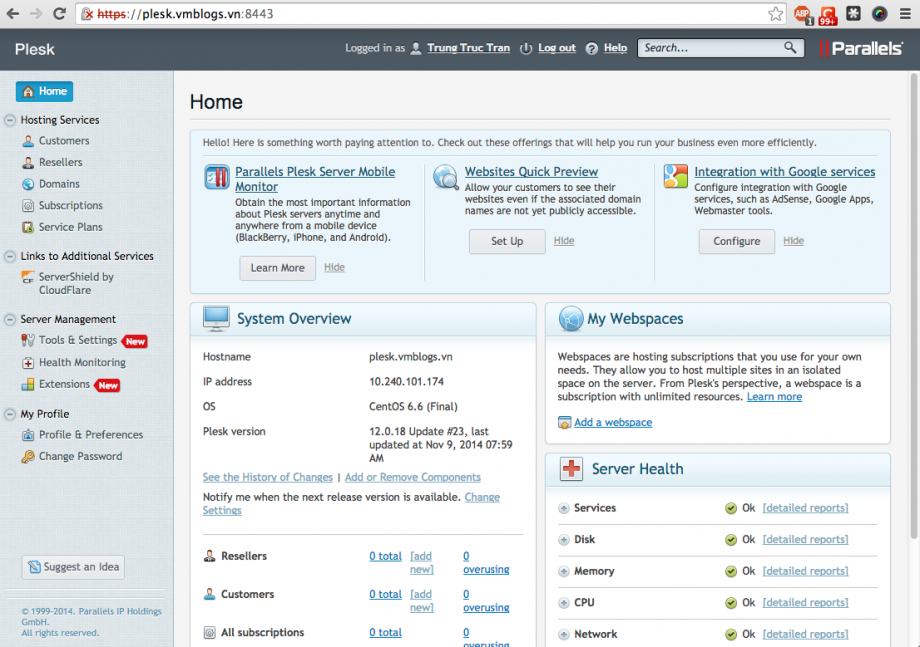 https://plesk.vmblogs.vn:8443
ABP
1
99+
Plesk
Logged in as Trung Truc Tran Log out Help Search... Parallels
Home
Hosting Services
Customers
Resellers
Domains
Subscriptions
Service Plans
Links to Additional Services
ServerShield by
CloudFlare
Server Management
Tools & Settings New
Health Monitoring
Extensions New
My Profile
Profile & Preferences
Change Password
Suggest an Idea
© 1999-2014. Parallels IP Holdings
GmbH.
All rights reserved.
Home
Hello! Here is something worth paying attention to. Check out these offerings that will help you run your business even more efficiently.
Parallels Plesk Server Mobile
Monitor
Obtain the most important information
about Plesk servers anytime and
anywhere from a mobile device
(BlackBerry, iPhone, and Android).
Learn More Hide
Websites Quick Preview
Allow your customers to see their
websites even if the associated domain
names are not yet publicly accessible.
Set Up Hide
Integration with Google services
Configure integration with Google
services, such as AdSense, Google Apps,
Webmaster tools.
Configure Hide
System Overview
Hostname plesk.vmblogs.vn
IP address 10.240.101.174
OS CentOS 6.6 (Final)
Plesk version 12.0.18 Update #23, last
updated at Nov 9, 2014 07:59
AM
See the History of Changes | Add or Remove Components
Notify me when the next release version is available. Change
Settings
Resellers 0 total [add
new] 0
overusing
Customers 0 total [add
new] 0
overusing
All subscriptions 0 total 0
overusing
My Webspaces
Webspaces are hosting subscriptions that you use for your own
needs. They allow you to host multiple sites in an isolated
space on the server. From Plesk's perspective, a webspace is a
subscription with unlimited resources. Learn more
Add a webspace
Server Health
Services Ok [detailed reports]
Disk Ok [detailed reports]
Memory Ok [detailed reports]
CPU Ok [detailed reports]
Network Ok [detailed reports]